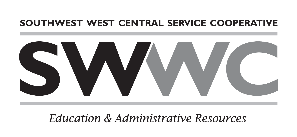 SOUTHWEST WEST CENTRAL SERVICE COOPERATIVE
SWWC
Education & Administrative Resources